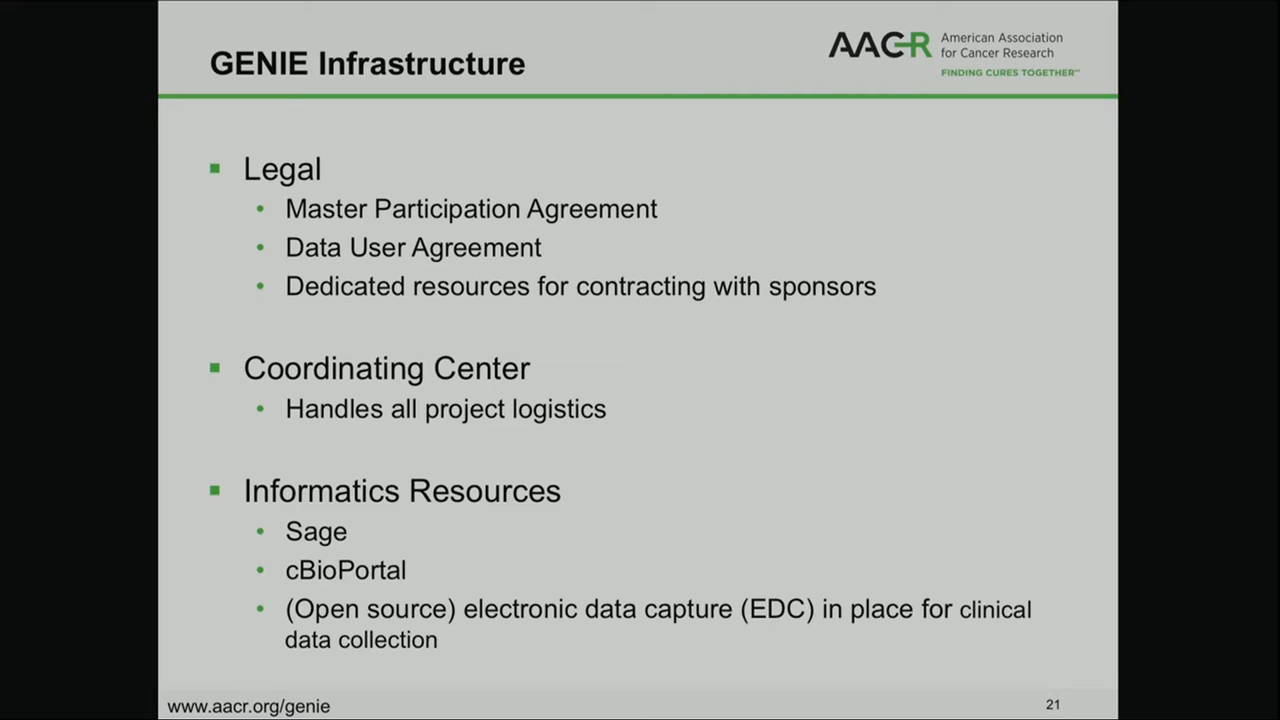 GENIE Infrastructure
AACR
American Association
for Cancer Research
FINDING CURES TOGETHER℠
▪ Legal
• Master Participation Agreement
• Data User Agreement
• Dedicated resources for contracting with sponsors
▪ Coordinating Center
• Handles all project logistics
▪ Informatics Resources
• Sage
• cBioPortal
• (Open source) electronic data capture (EDC) in place for clinical
data collection
www.aacr.org/genie
21